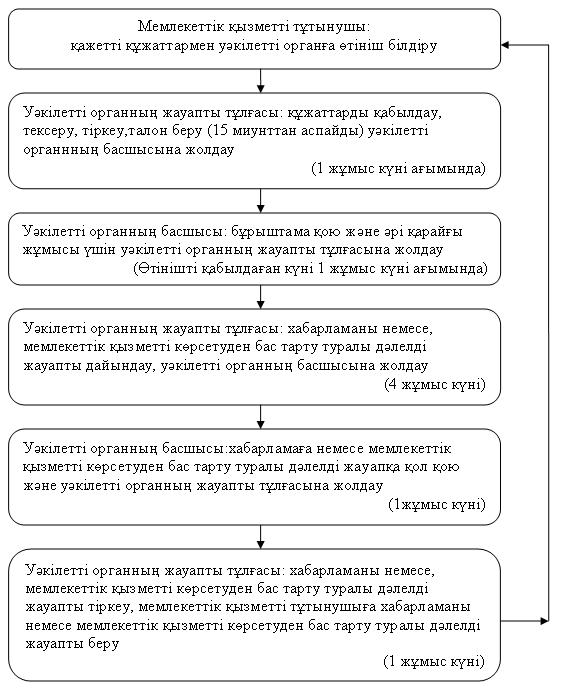 Мемлекеттік қызметті тұтынушы:
қажетті құжаттармен уәкілетті органға өтініш білдіру
Уәкілетті органның жауапты тұлғасы: құжаттарды қабылдау,
тексеру, тіркеу,талон беру (15 миунттан аспайды) уәкілетті
органнның басшысына жолдау
(1 жұмыс күні ағымында)
Уәкілетті органның басшысы: бұрыштама қою және әрі қарайғы
жұмысы үшін уәкілетті органның жауапты тұлғасына жолдау
(Өтінішті қабылдаған күні 1 жұмыс күні ағымында)
Уәкілетті органның жауапты тұлғасы: хабарламаны немесе,
мемлекеттік қызметті көрсетуден бас тарту туралы дәлелді
жауапты дайындау, уәкілетті органның басшысына жолдау
(4 жұмыс күні)
Уәкілетті органның басшысы:хабарламаға немесе мемлекеттік
қызметті көрсетуден бас тарту туралы дәлелді жауапқа қол қою
және уәкілетті органның жауапты тұлғасына жолдау
(1жұмыс күні)
Уәкілетті органның жауапты тұлғасы: хабарламаны немесе,
мемлекеттік қызметті көрсетуден бас тарту туралы дәлелді
жауапты тіркеу, мемлекеттік қызметті тұтынушыға хабарламаны
немесе мемлекеттік қызметті көрсетуден бас тарту туралы дәлелді
жауапты беру
(1 жұмыс күні)